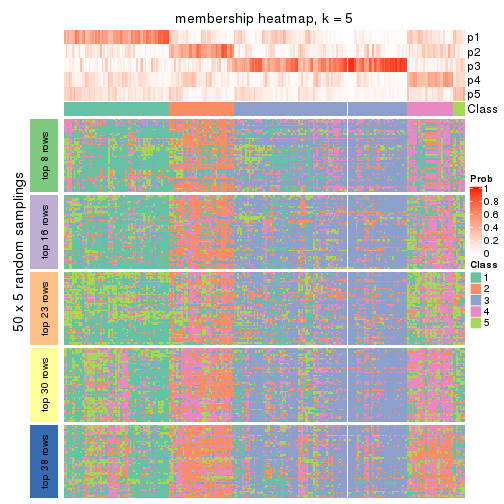 membership heatmap, k = 5
p1
p2
p3
p4
p5
Class
50 x 5 random samplings
top 8 rows
top 16 rows
top 23 rows
top 30 rows
top 38 rows
Prob
1
0.8
0.6
0.4
0.2
0
Class
1
2
3
4
5